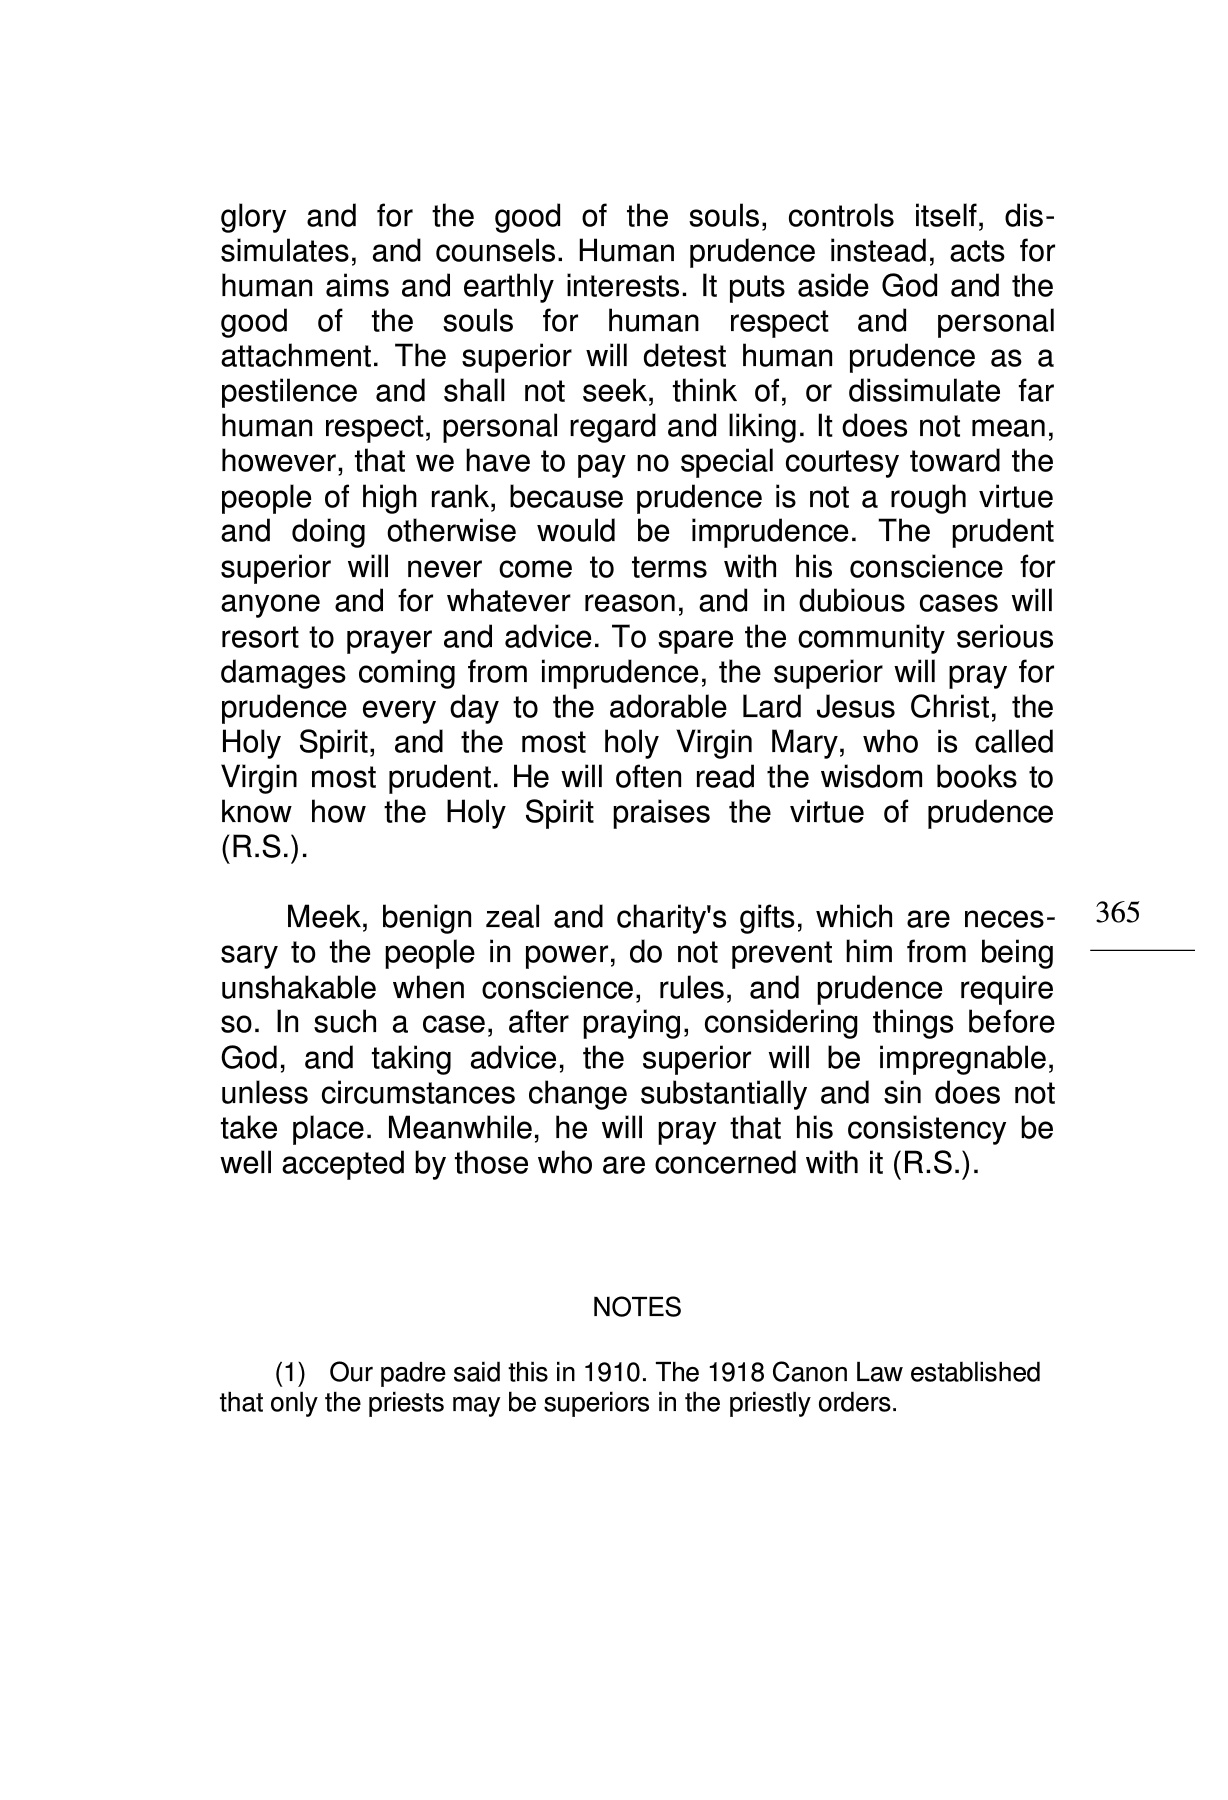 glory and for the good of the souls, controls itself, dis-
simulates, and counsels. Human prudence instead, acts for
human aims and earthly interests. It puts aside God and the
good of the souls for human respect and personal
attachment. The superior will detest human prudence as a
pestilence and shall not seek, think of, or dissimulate far
human respect, personal regard and liking. It does not mean,
however, that we have to pay no special courtesy toward the
people of high rank, because prudence is not a rough virtue
and doing otherwise would be imprudence. The prudent
superior will never come to terms with his conscience for
anyone and for whatever reason, and in dubious cases will
resort to prayer and advice. To spare the community serious
damages coming from imprudence, the superior will pray for
prudence every day to the adorable Lard Jesus Christ, the
Holy Spirit, and the most holy Virgin Mary, who is called
Virgin most prudent. He will often read the wisdom books to
know how the Holy Spirit praises the virtue of prudence
(R.S.).
Meek, benign zeal and charity's gifts, which are neces-
sary to the people in power, do not prevent him from being
unshakable when conscience, rules, and prudence require
so. In such a case, after praying, considering things before
God, and taking advice, the superior will be impregnable,
unless circumstances change substantially and sin does not
take place. Meanwhile, he will pray that his consistency be
well accepted by those who are concerned with it (R.S.).
365
NOTES
(1) Our padre said this in 1910. The 1918 Canon Law established
that only the priests may be superiors in the priestly orders.